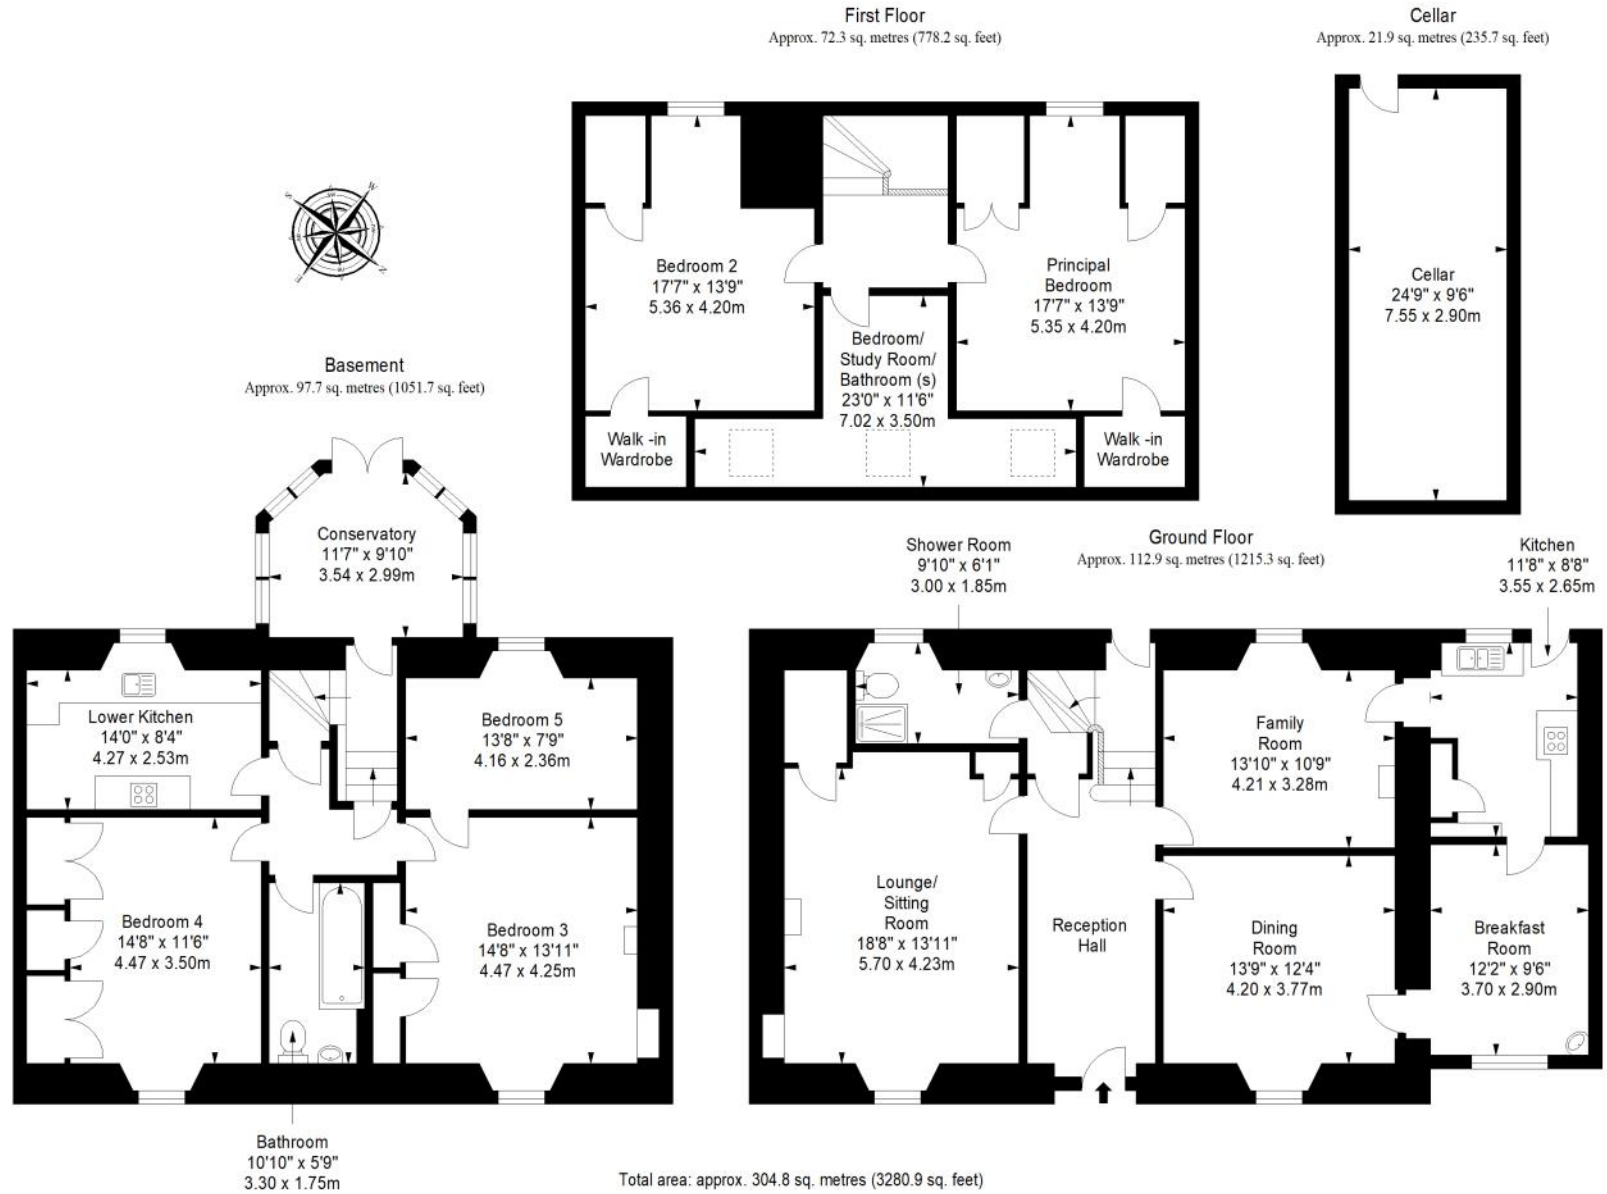 First Floor
Approx. 72.3 sq. metres (778.2 sq. feet)
Cellar
Approx. 21.9 sq. metres (235.7 sq. feet)
Bedroom 2
17'7" x 13'9"
5.36 x 4.20m
Principal
Bedroom
17'7" x 13'9"
5.35 x 4.20m
Bedroom/
Study Room/
Bathroom (s)
23'0" x 11'6"
7.02 x 3.50m
Walk -in
Wardrobe
Walk -in
Wardrobe
Cellar
24'9" x 9'6"
7.55 x 2.90m
S
W
E
N
Basement
Approx. 97.7 sq. metres (1051.7 sq. feet)
Conservatory
11'7" x 9'10"
3.54 x 2.99m
Lower Kitchen
14'0" x 8'4"
4.27 x 2.53m
Bedroom 5
13'8" x 7'9"
4.16 x 2.36m
Bedroom 4
14'8" x 11'6"
4.47 x 3.50m
Bedroom 3
14'8" x 13'11"
4.47 x 4.25m
Bathroom
10'10" x 5'9"
3.30 x 1.75m
Ground Floor
Approx. 112.9 sq. metres (1215.3 sq. feet)
Shower Room
9'10" x 6'1"
3.00 x 1.85m
Kitchen
11'8" x 8'8"
3.55 x 2.65m
Family
Room
13'10" x 10'9"
4.21 x 3.28m
Lounge/
Sitting
Room
18'8" x 13'11"
5.70 x 4.23m
Reception
Hall
Dining
Room
13'9" x 12'4"
4.20 x 3.77m
Breakfast
Room
12'2" x 9'6"
3.70 x 2.90m
Total area: approx. 304.8 sq. metres (3280.9 sq. feet)